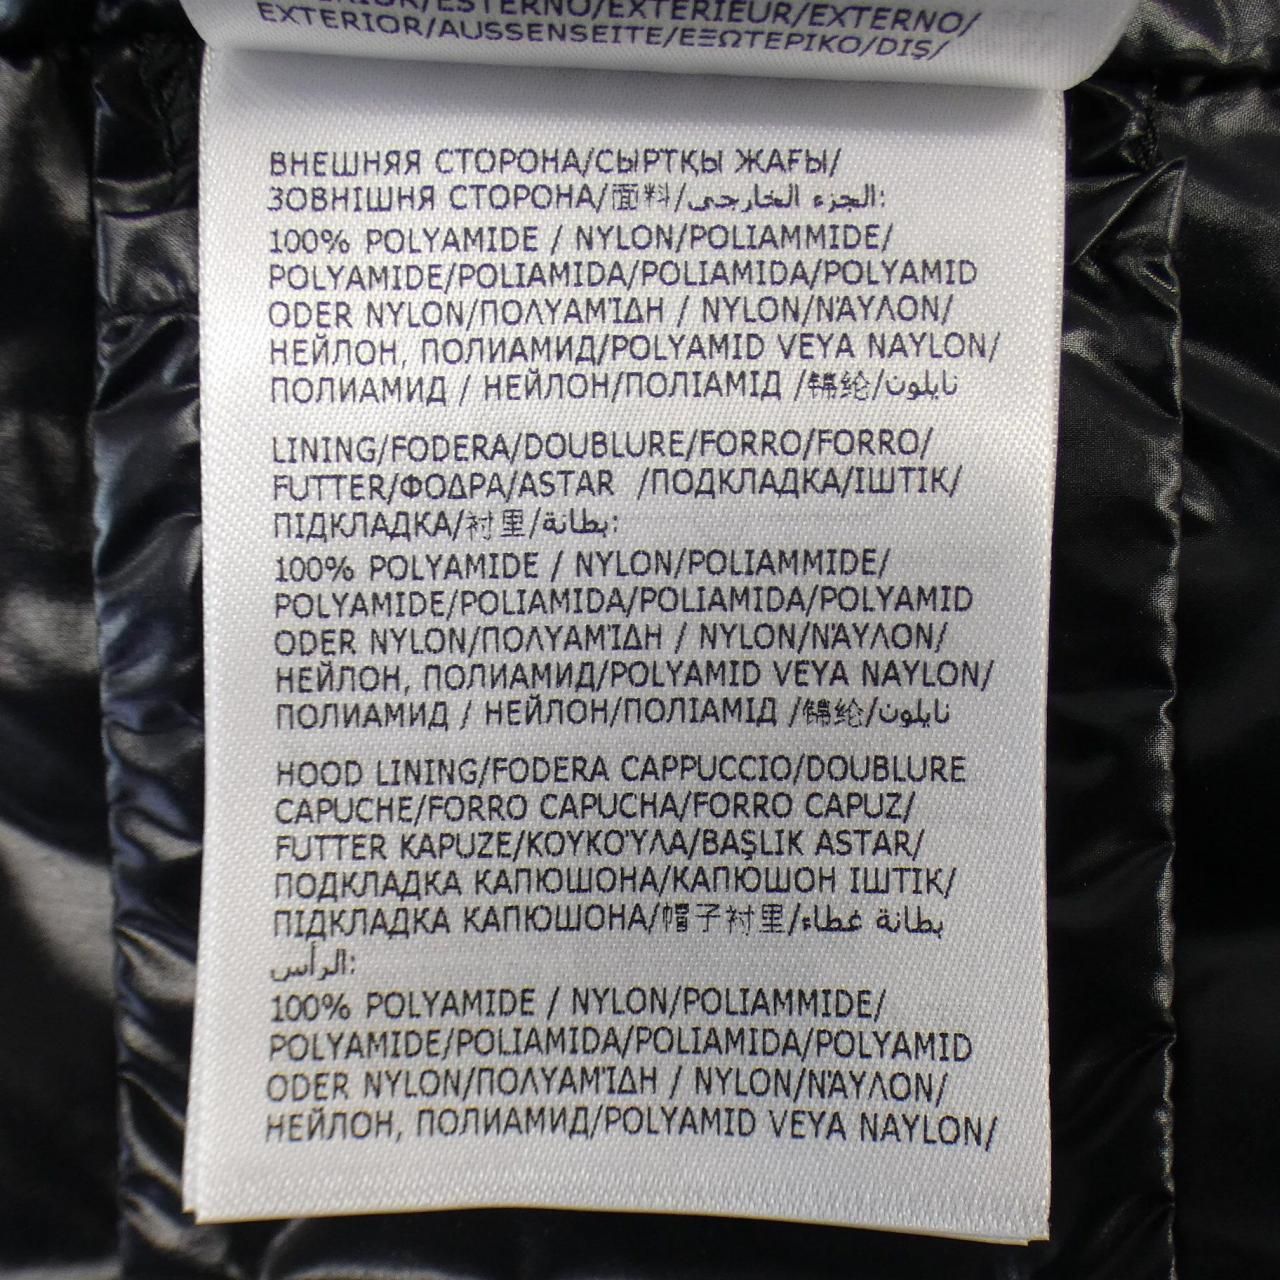 /ESTERNO/EXTÉRIEUR/EXTERNO/
EXTERIOR/AUSSENSEITE/ΕΞΩΤΕΡΙΚΟ/DIŞ/
ВНЕШНЯЯ СТОРОНА/СЫРТҚЫ ЖАҒЫ/
ЗОВНІШНЯ СТОРОНА/面料/الجزء الخارجي:
100% POLYAMIDE / NYLON/POLIAMMIDE/
POLYAMIDE/POLIAMIDA/POLIAMIDA/POLYAMID
ODER NYLON/ΠΟΛΥΑΜΊΔΗ / NYLON/ΝΆΥΛΟΝ/
НЕЙЛОН, ПОЛИАМИД/POLYAMID VEYA NAYLON/
ПОЛИАМИД / НЕЙЛОН/ПОЛІАМІД /锦纶/نايلون
LINING/FODERA/DOUBLURE/FORRO/FORRO/
FUTTER/ΦΟΔΡΑ/ASTAR /ПОДКЛАДКА/ІШТІК/
ПІДКЛАДКА/衬里/بطانة:
100% POLYAMIDE / NYLON/POLIAMMIDE/
POLYAMIDE/POLIAMIDA/POLIAMIDA/POLYAMID
ODER NYLON/ΠΟΛΥΑΜΊΔΗ / NYLON/ΝΆΥΛΟΝ/
НЕЙЛОН, ПОЛИАМИД/POLYAMID VEYA NAYLON/
ПОЛИАМИД / НЕЙЛОН/ПОЛІАМІД /锦纶/نايلون
HOOD LINING/FODERA CAPPUCCIO/DOUBLURE
CAPUCHE/FORRO CAPUCHA/FORRO CAPUZ/
FUTTER KAPUZE/ΚΟΥΚΟΎΛΑ/BAŞLIK ASTAR/
ПОДКЛАДКА КАПЮШОНА/КАПЮШОН ІШТІК/
ПІДКЛАДКА КАПЮШОНА/帽子衬里/بطانة غطاء
الرأس:
100% POLYAMIDE / NYLON/POLIAMMIDE/
POLYAMIDE/POLIAMIDA/POLIAMIDA/POLYAMID
ODER NYLON/ΠΟΛΥΑΜΊΔΗ / NYLON/ΝΆΥΛΟΝ/
НЕЙЛОН, ПОЛИАМИД/POLYAMID VEYA NAYLON/